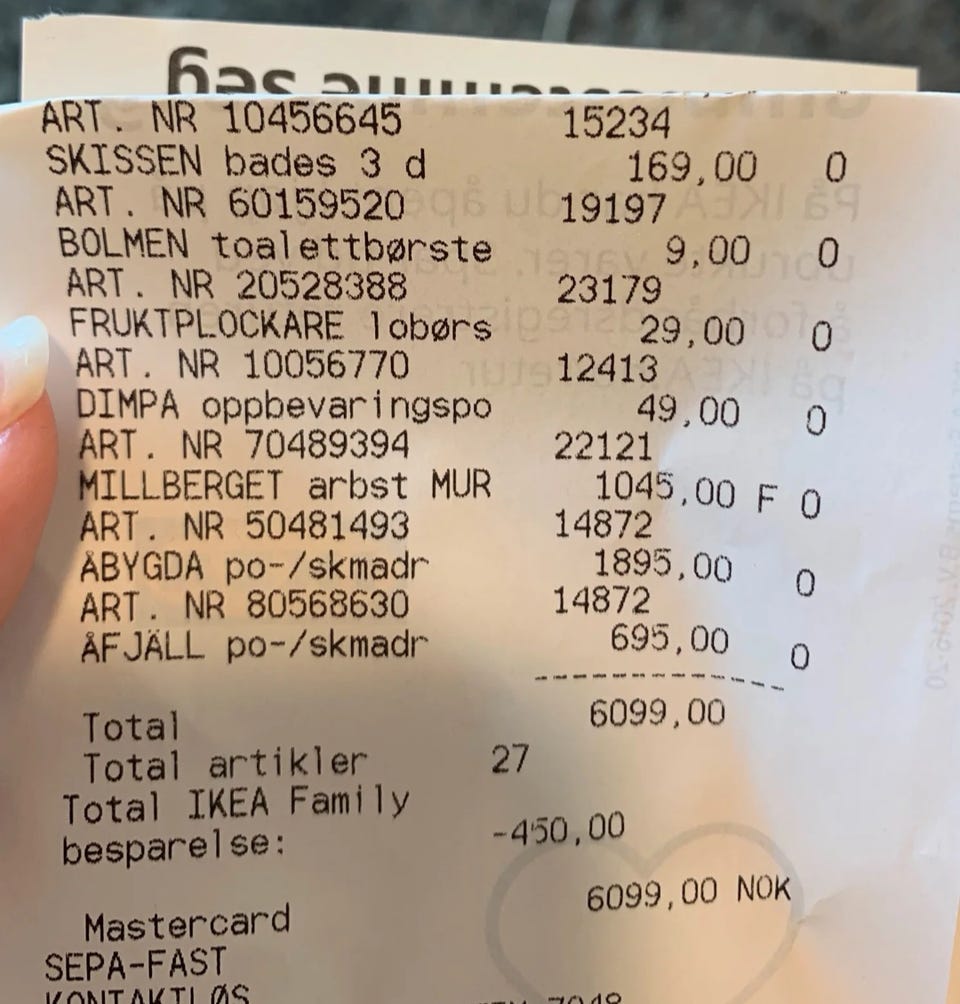 ART. NR 10456645 15234
SKISSEN bades 3 d 169,00 0
ART. NR 60159520 19197
BOLMEN toalettbørste 9,00 0
ART. NR 20528388 23179
FRUKTPLOCKARE lobørs 29,00 0
ART. NR 10056770 12413
DIMPA oppbevaringspo 49,00 0
ART. NR 70489394 22121
MILLBERGET arbst MUR 1045,00 F 0
ART. NR 50481493 14872
ÅBYGDA po-/skmadr 1895,00 0
ART. NR 80568630 14872
ÅFJÄLL po-/skmadr 695,00 0
Total 6099,00
Total artikler 27
Total IKEA Family
besparelse: -450,00
Mastercard 6099,00 NOK
SEPA-FAST
KONTAKTLØS